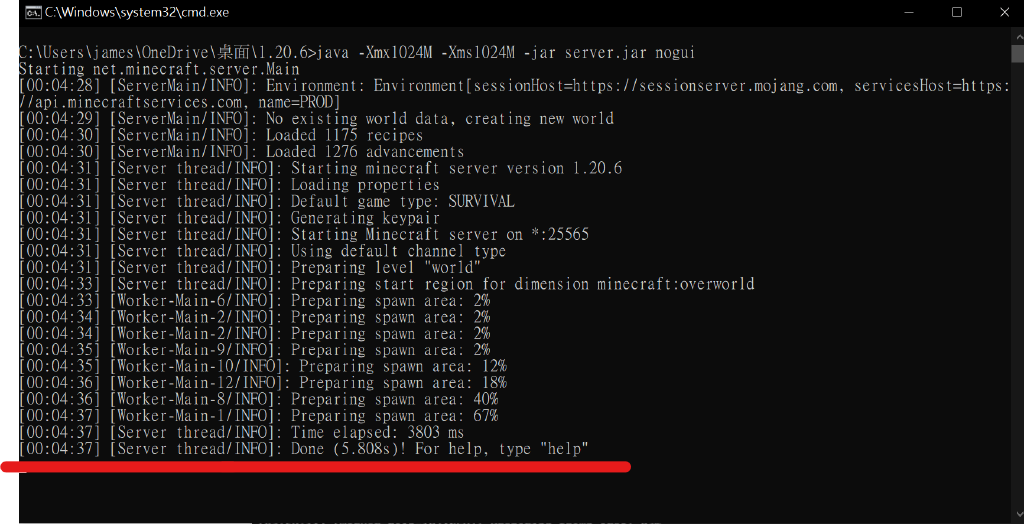 C:\Windows\system32\cmd.exe
C:\Users\james\OneDrive\桌面\1.20.6>java -Xmx1024M -Xms1024M -jar server.jar nogui
Starting net.minecraft.server.Main
[00:04:28] [ServerMain/INFO]: Environment: Environment[sessionHost=https://sessionserver.mojang.com, servicesHost=https:
//api.minecraftservices.com, name=PROD]
[00:04:29] [ServerMain/INFO]: No existing world data, creating new world
[00:04:30] [ServerMain/INFO]: Loaded 1175 recipes
[00:04:30] [ServerMain/INFO]: Loaded 1276 advancements
[00:04:31] [Server thread/INFO]: Starting minecraft server version 1.20.6
[00:04:31] [Server thread/INFO]: Loading properties
[00:04:31] [Server thread/INFO]: Default game type: SURVIVAL
[00:04:31] [Server thread/INFO]: Generating keypair
[00:04:31] [Server thread/INFO]: Starting Minecraft server on *:25565
[00:04:31] [Server thread/INFO]: Using default channel type
[00:04:31] [Server thread/INFO]: Preparing level "world"
[00:04:33] [Server thread/INFO]: Preparing start region for dimension minecraft:overworld
[00:04:33] [Worker-Main-6/INFO]: Preparing spawn area: 2%
[00:04:34] [Worker-Main-2/INFO]: Preparing spawn area: 2%
[00:04:34] [Worker-Main-2/INFO]: Preparing spawn area: 2%
[00:04:35] [Worker-Main-9/INFO]: Preparing spawn area: 2%
[00:04:35] [Worker-Main-10/INFO]: Preparing spawn area: 12%
[00:04:36] [Worker-Main-12/INFO]: Preparing spawn area: 18%
[00:04:36] [Worker-Main-8/INFO]: Preparing spawn area: 40%
[00:04:37] [Worker-Main-1/INFO]: Preparing spawn area: 67%
[00:04:37] [Server thread/INFO]: Time elapsed: 3803 ms
[00:04:37] [Server thread/INFO]: Done (5.808s)! For help, type "help"